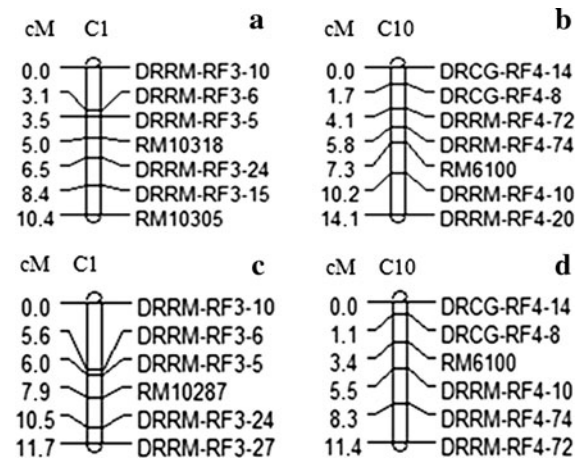 cM C1 a
0.0 DRRM-RF3-10
3.1 DRRM-RF3-6
3.5 DRRM-RF3-5
5.0 RM10318
6.5 DRRM-RF3-24
8.4 DRRM-RF3-15
10.4 RM10305
cM C10 b
0.0 DRCG-RF4-14
1.7 DRCG-RF4-8
4.1 DRRM-RF4-72
5.8 DRRM-RF4-74
7.3 RM6100
10.2 DRRM-RF4-10
14.1 DRRM-RF4-20
cM C1 c
0.0 DRRM-RF3-10
5.6 DRRM-RF3-6
6.0 DRRM-RF3-5
7.9 RM10287
10.5 DRRM-RF3-24
11.7 DRRM-RF3-27
cM C10 d
0.0 DRCG-RF4-14
1.1 DRCG-RF4-8
3.4 RM6100
5.5 DRRM-RF4-10
8.3 DRRM-RF4-74
11.4 DRRM-RF4-72